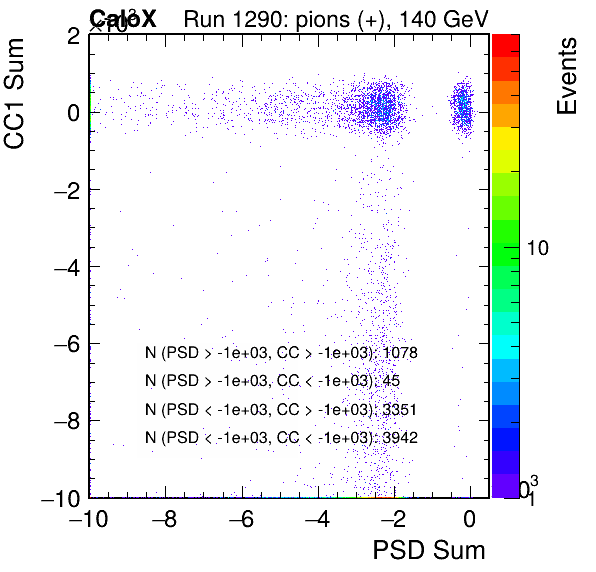 ×10³
CaloX Run 1290: pions (+), 140 GeV
CC1 Sum
Events
2
0
−2
−4
−6
−8
−10
N (PSD > -1e+03, CC > -1e+03): 1078
N (PSD > -1e+03, CC < -1e+03): 45
N (PSD < -1e+03, CC > -1e+03): 3351
N (PSD < -1e+03, CC < -1e+03): 3942
10
1
−10 −8 −6 −4 −2 0
PSD Sum